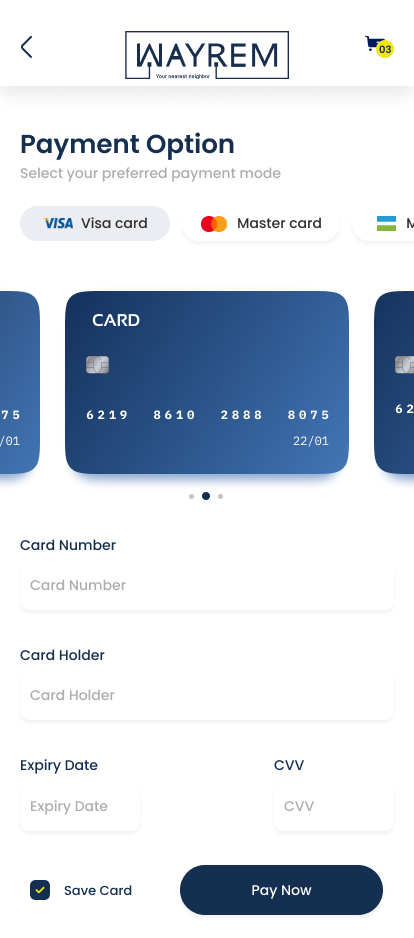 WAYREM
Your nearest neighbor
03
Payment Option
Select your preferred payment mode
VISA Visa card
Master card
M
CARD
75
6219 8610 2888 8075
62
/01
22/01
Card Number
Card Number
Card Holder
Card Holder
Expiry Date
CVV
Expiry Date
CVV
Save Card
Pay Now